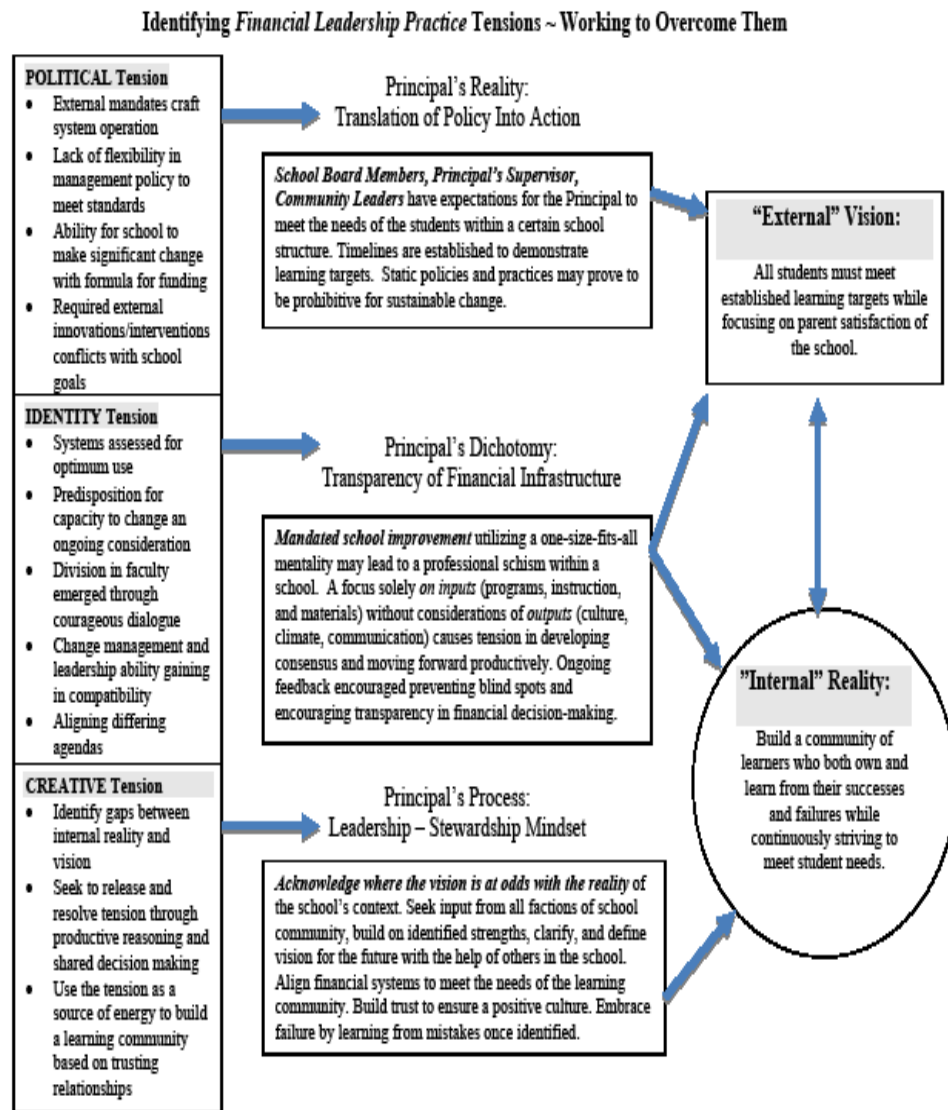 Identifying Financial Leadership Practice Tensions ~ Working to Overcome Them
POLITICAL Tension
• External mandates craft
system operation
• Lack of flexibility in
management policy to
meet standards
• Ability for school to
make significant change
with formula for funding
• Required external
innovations/interventions
conflicts with school
goals
Principal's Reality:
Translation of Policy Into Action
School Board Members, Principal's Supervisor,
Community Leaders have expectations for the Principal to
meet the needs of the students within a certain school
structure. Timelines are established to demonstrate
learning targets. Static policies and practices may prove to
be prohibitive for sustainable change.
"External" Vision:
All students must meet
established learning targets while
focusing on parent satisfaction of
the school.
IDENTITY Tension
• Systems assessed for
optimum use
• Predisposition for
capacity to change an
ongoing consideration
• Division in faculty
emerged through
courageous dialogue
• Change management and
leadership ability gaining
in compatibility
• Aligning differing
agendas
Principal's Dichotomy:
Transparency of Financial Infrastructure
Mandated school improvement utilizing a one-size-fits-all
mentality may lead to a professional schism within a
school. A focus solely on inputs (programs, instruction,
and materials) without considerations of outputs (culture,
climate, communication) causes tension in developing
consensus and moving forward productively. Ongoing
feedback encouraged preventing blind spots and
encouraging transparency in financial decision-making.
"Internal" Reality:
Build a community of
learners who both own and
learn from their successes
and failures while
continuously striving to
meet student needs.
CREATIVE Tension
• Identify gaps between
internal reality and
vision
• Seek to release and
resolve tension through
productive reasoning and
shared decision making
• Use the tension as a
source of energy to build
a learning community
based on trusting
relationships
Principal's Process:
Leadership – Stewardship Mindset
Acknowledge where the vision is at odds with the reality of
the school's context. Seek input from all factions of school
community, build on identified strengths, clarify, and define
vision for the future with the help of others in the school.
Align financial systems to meet the needs of the learning
community. Build trust to ensure a positive culture. Embrace
failure by learning from mistakes once identified.